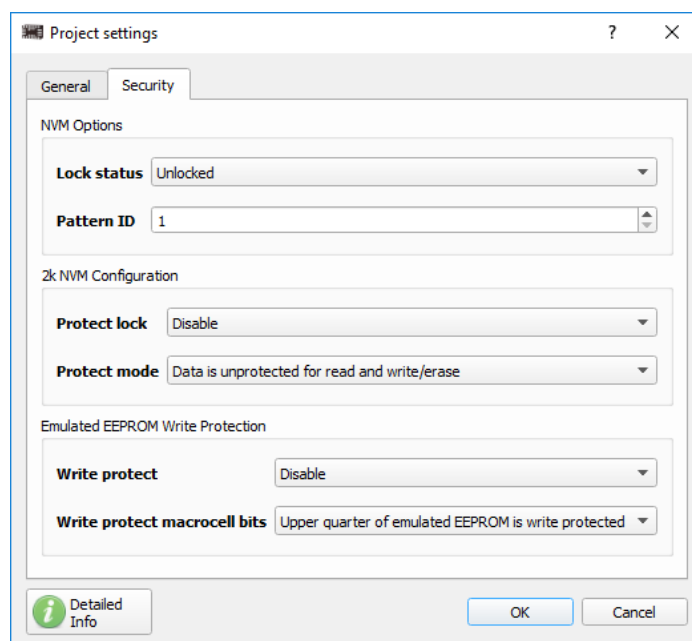 Project settings
?
General Security
NVM Options
Lock status Unlocked
Pattern ID 1
2k NVM Configuration
Protect lock Disable
Protect mode Data is unprotected for read and write/erase
Emulated EEPROM Write Protection
Write protect Disable
Write protect macrocell bits Upper quarter of emulated EEPROM is write protected
i Detailed
Info
OK Cancel